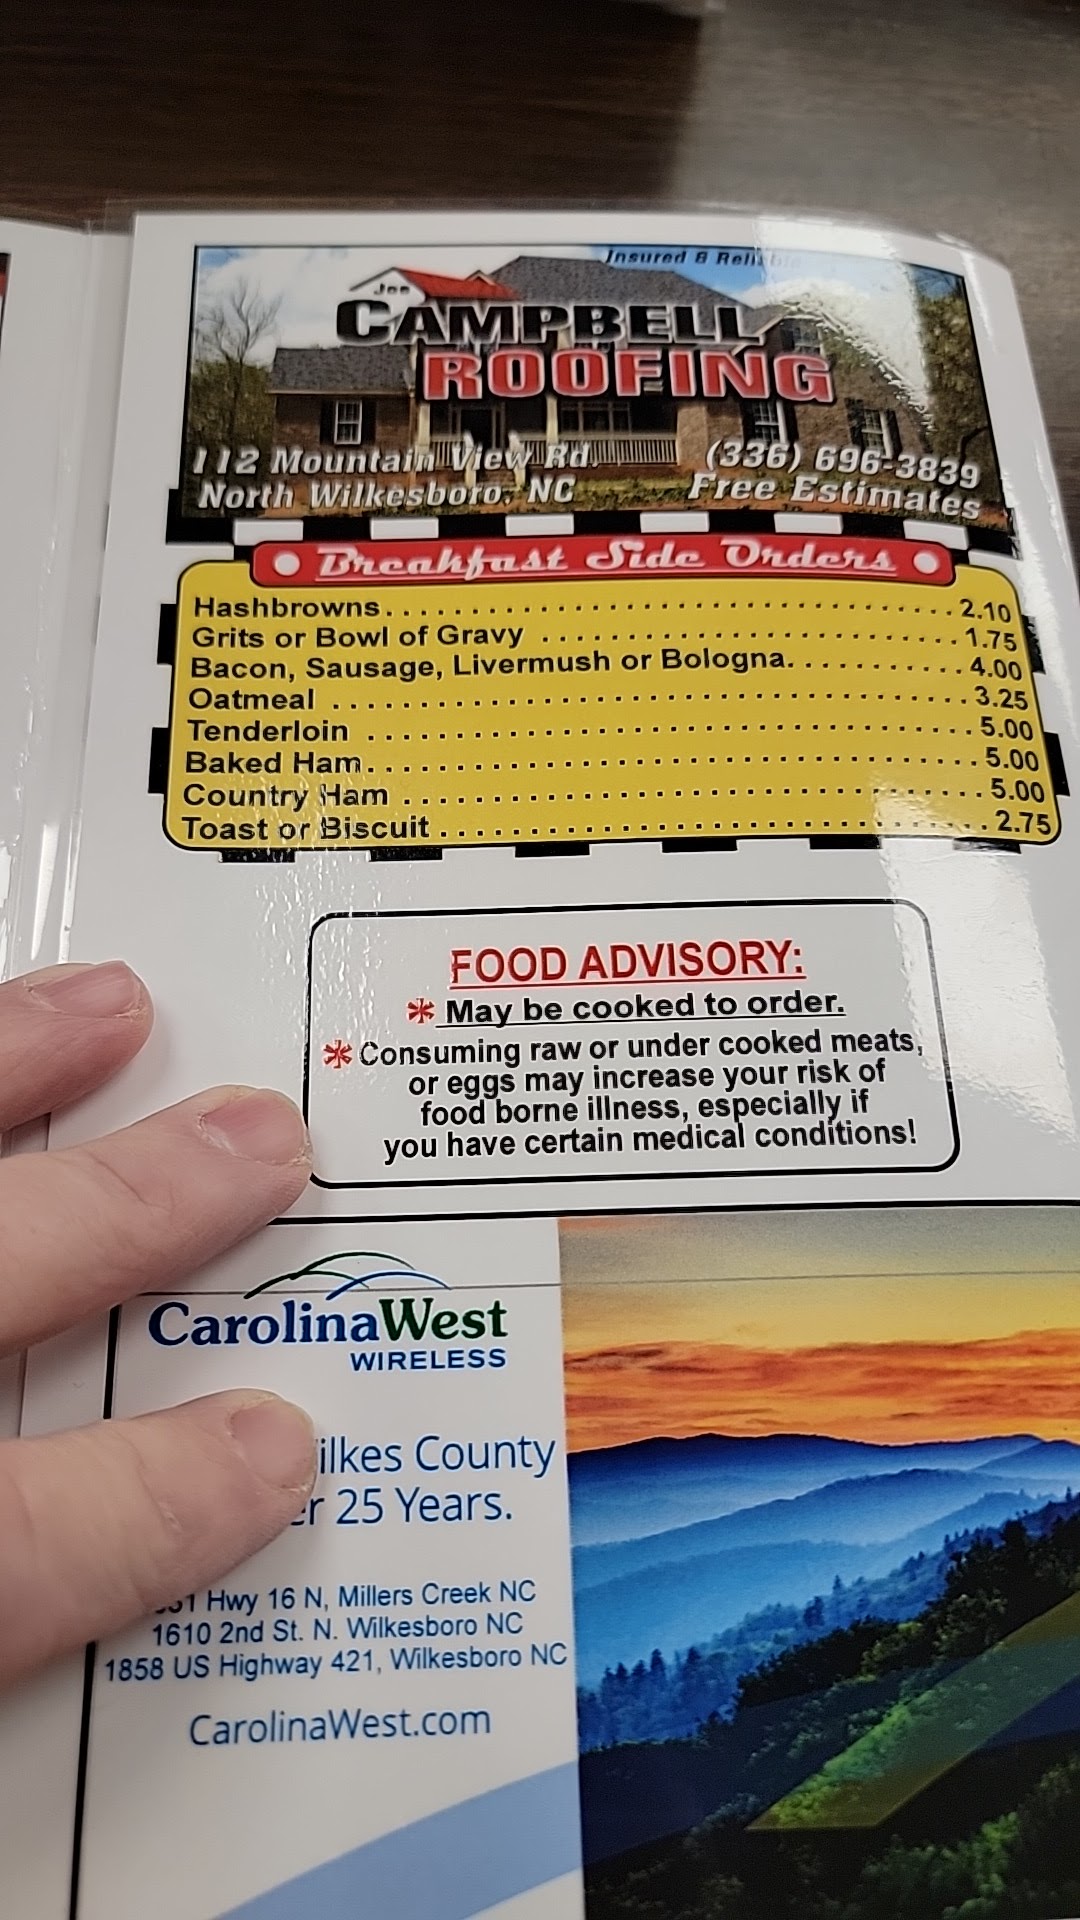 Insured & Reliable
Joe
CAMPBELL
ROOFING
112 Mountain View Rd.
North Wilkesboro, NC
(336) 696-3839
Free Estimates
Breakfast Side Orders
Hashbrowns................................2.10
Grits or Bowl of Gravy ........................1.75
Bacon, Sausage, Livermush or Bologna...........4.00
Oatmeal ..................................3.25
Tenderloin ................................5.00
Baked Ham................................5.00
Country Ham ..............................5.00
Toast or Biscuit............................2.75
FOOD ADVISORY:
* May be cooked to order.
* Consuming raw or under cooked meats,
or eggs may increase your risk of
food borne illness, especially if
you have certain medical conditions!
CarolinaWest
WIRELESS
County
25 Years.
Hwy 16 N, Millers Creek NC
1610 2nd St. N. Wilkesboro NC
1858 US Highway 421, Wilkesboro NC
CarolinaWest.com